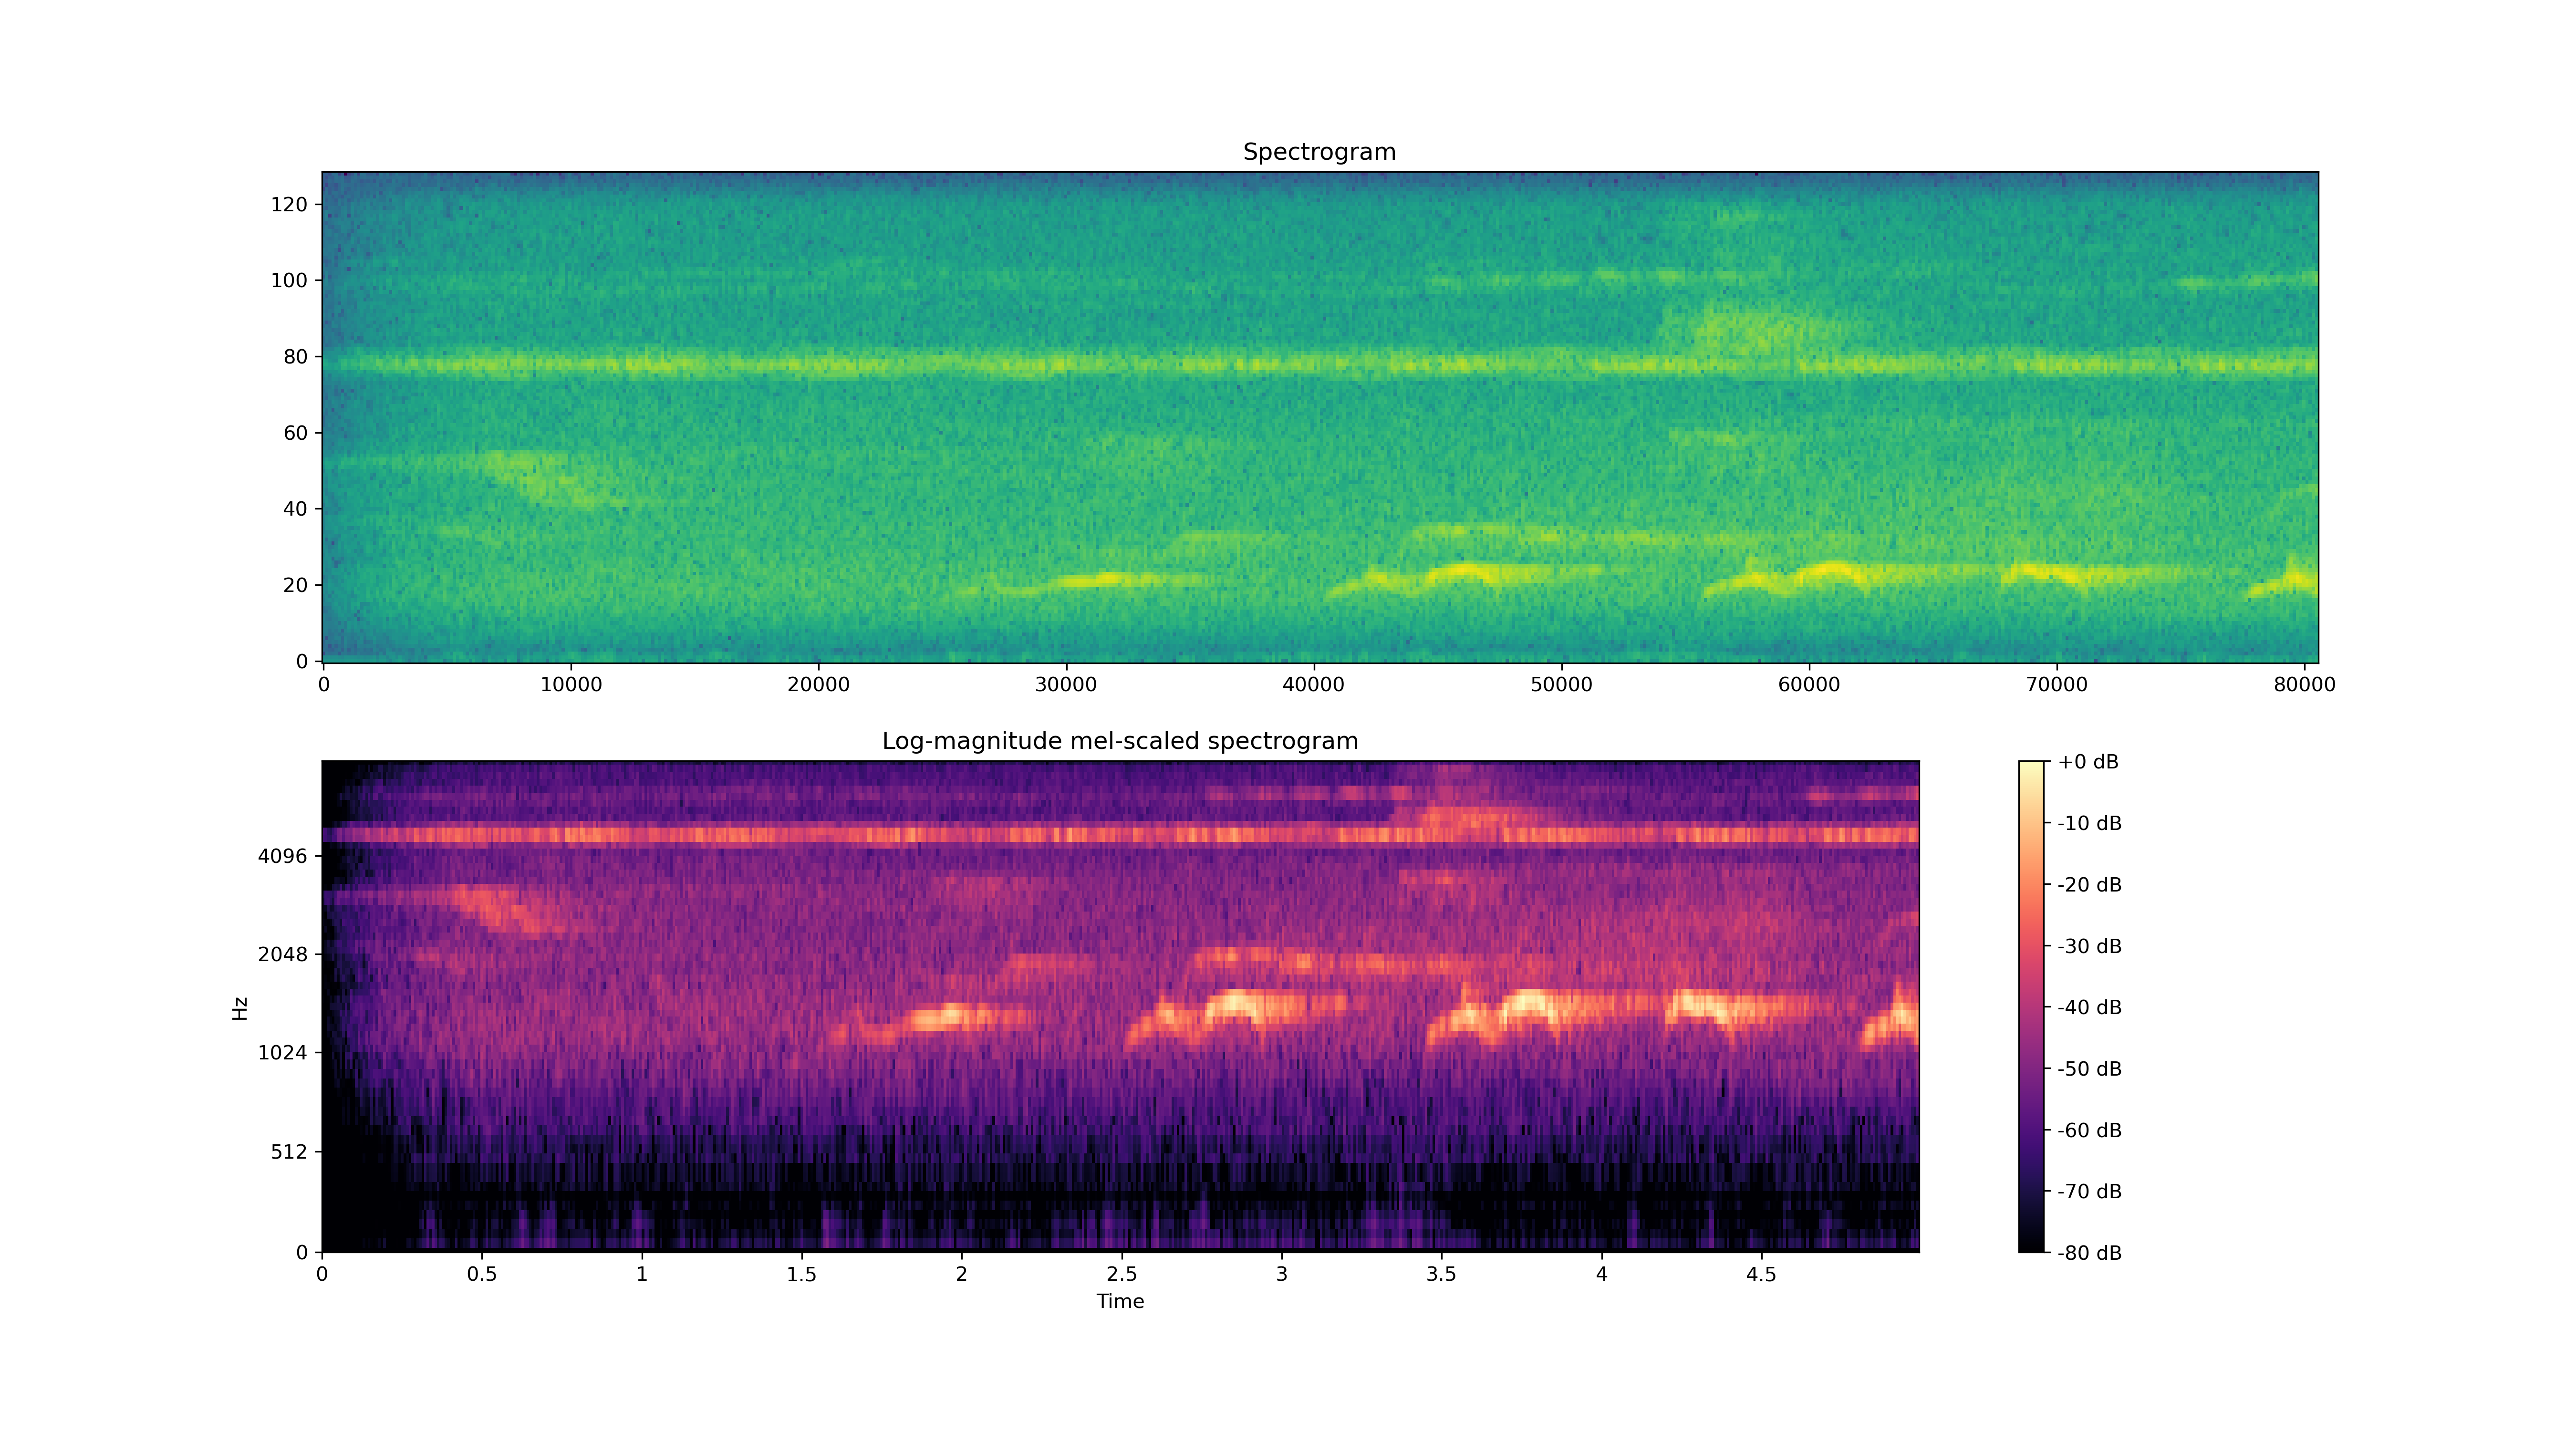 Spectrogram
120
100
80
60
40
20
0
0 10000 20000 30000 40000 50000 60000 70000 80000
Log-magnitude mel-scaled spectrogram
Hz
4096
2048
1024
512
0
0 0.5 1 1.5 2 2.5 3 3.5 4 4.5
Time
+0 dB
-10 dB
-20 dB
-30 dB
-40 dB
-50 dB
-60 dB
-70 dB
-80 dB